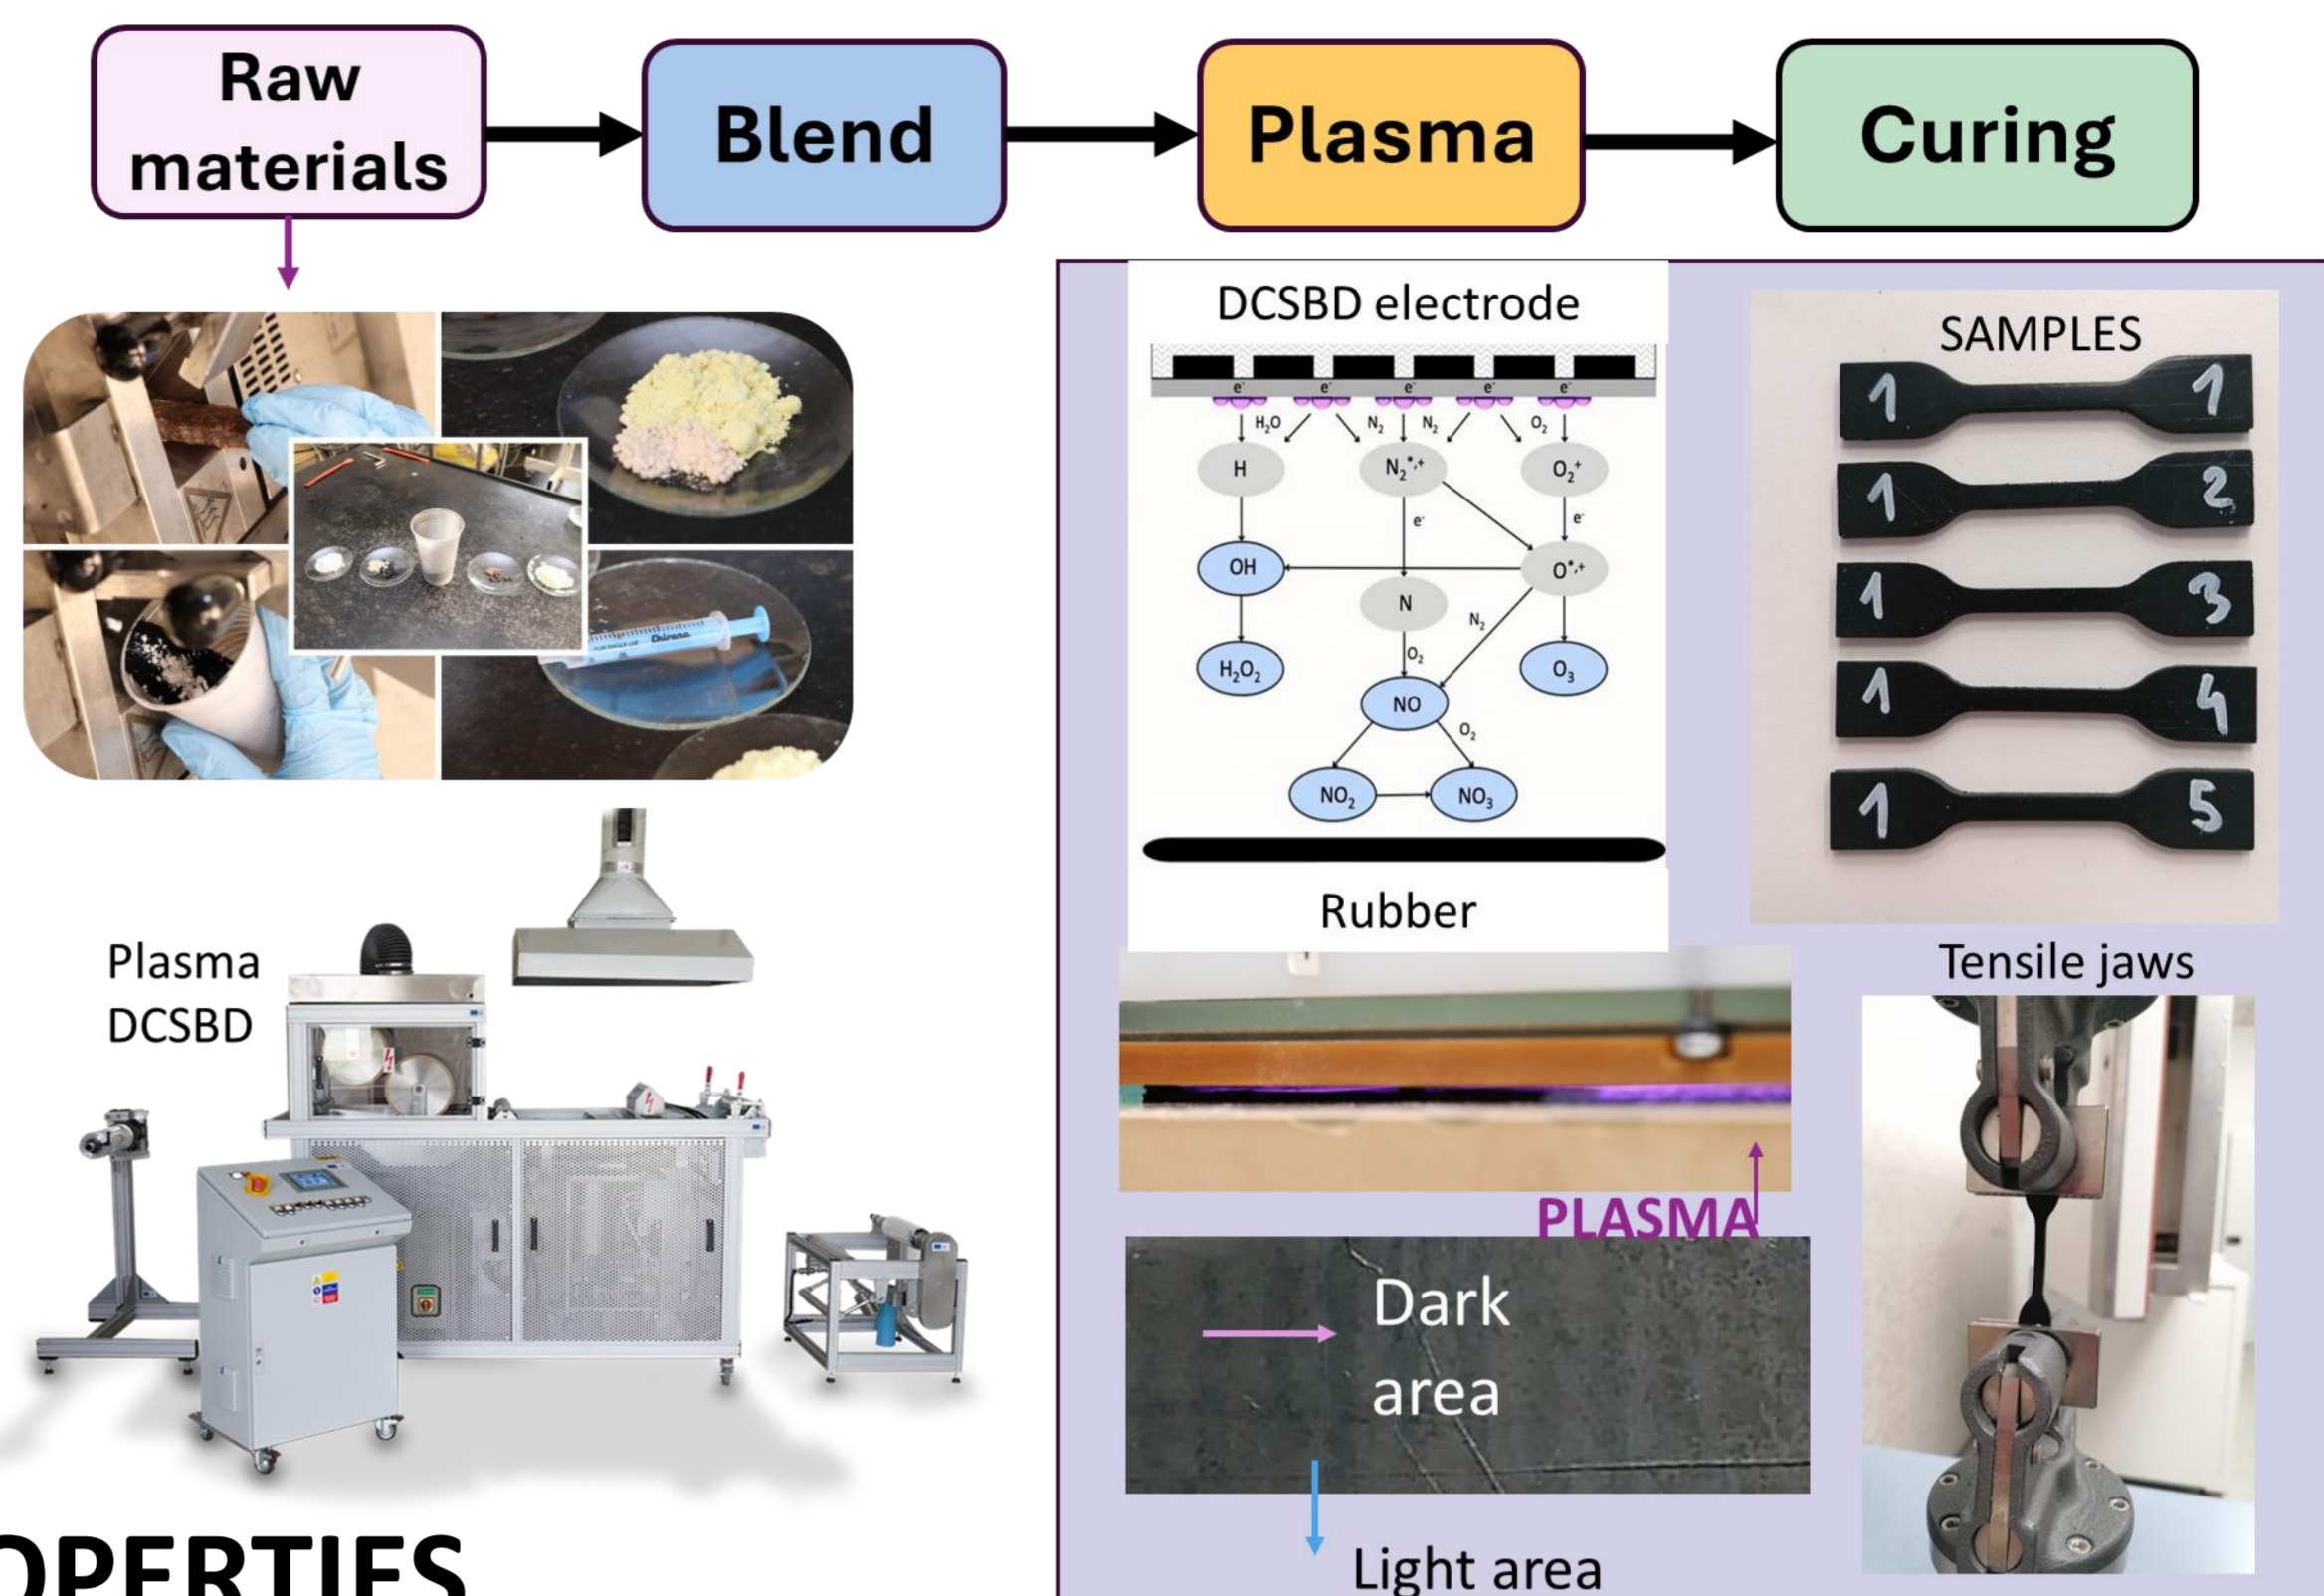 Raw
materials
Blend
Plasma
Curing
Chirana
Plasma
DCSBD
DCSBD electrode
e⁻ e⁻ e⁻ e⁻ e⁻
H₂O N₂ N₂ O₂
H N₂*,⁺ O₂⁺
e⁻ e⁻
OH O*,⁺
N
N₂
O₂
H₂O₂ O₃
NO
O₂
NO₂ NO₃
Rubber
SAMPLES
1 1
1 2
1 3
1 4
1 5
Tensile jaws
PLASMA
Dark
area
Light area
OPERTIES